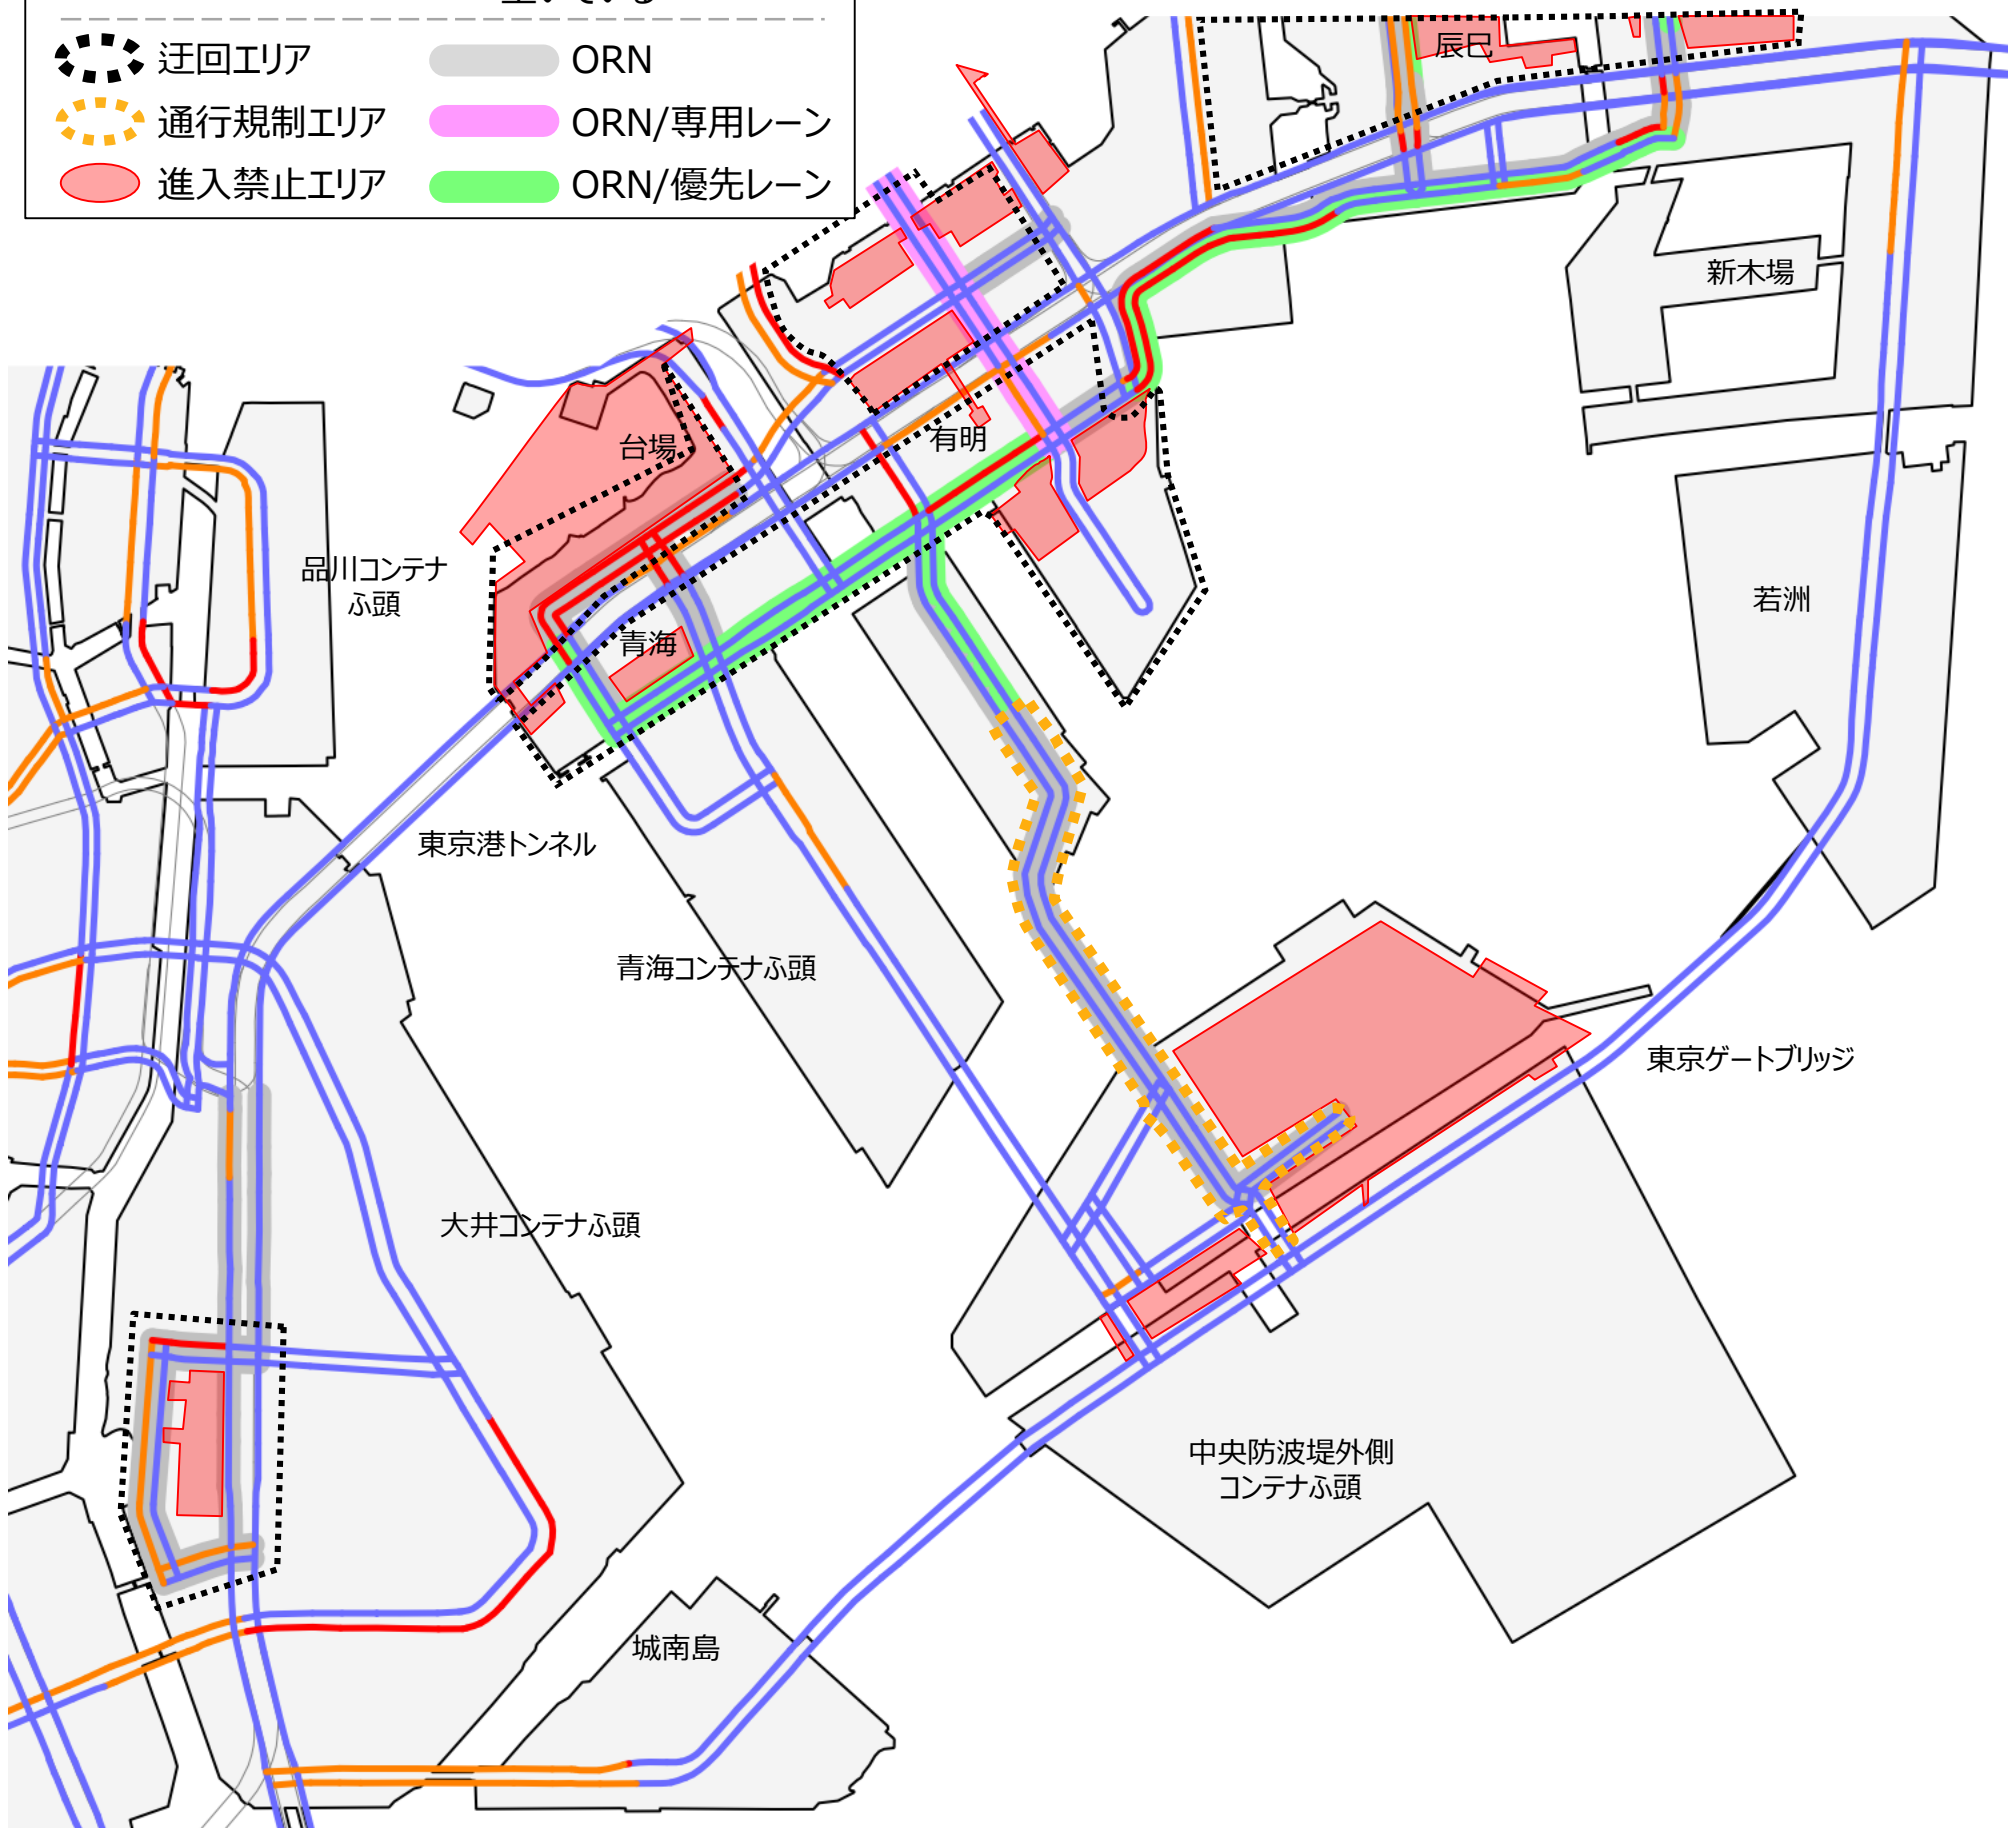 空いている
迂回エリア
ORN
通行規制エリア
ORN/専用レーン
進入禁止エリア
ORN/優先レーン
辰巳
新木場
台場
有明
品川コンテナ
ふ頭
若洲
青海
東京港トンネル
青海コンテナふ頭
東京ゲートブリッジ
大井コンテナふ頭
中央防波堤外側
コンテナふ頭
城南島